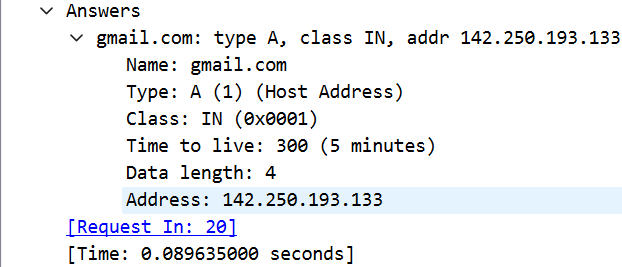 Answers
gmail.com: type A, class IN, addr 142.250.193.133
Name: gmail.com
Type: A (1) (Host Address)
Class: IN (0x0001)
Time to live: 300 (5 minutes)
Data length: 4
Address: 142.250.193.133
[Request In: 20]
[Time: 0.089635000 seconds]